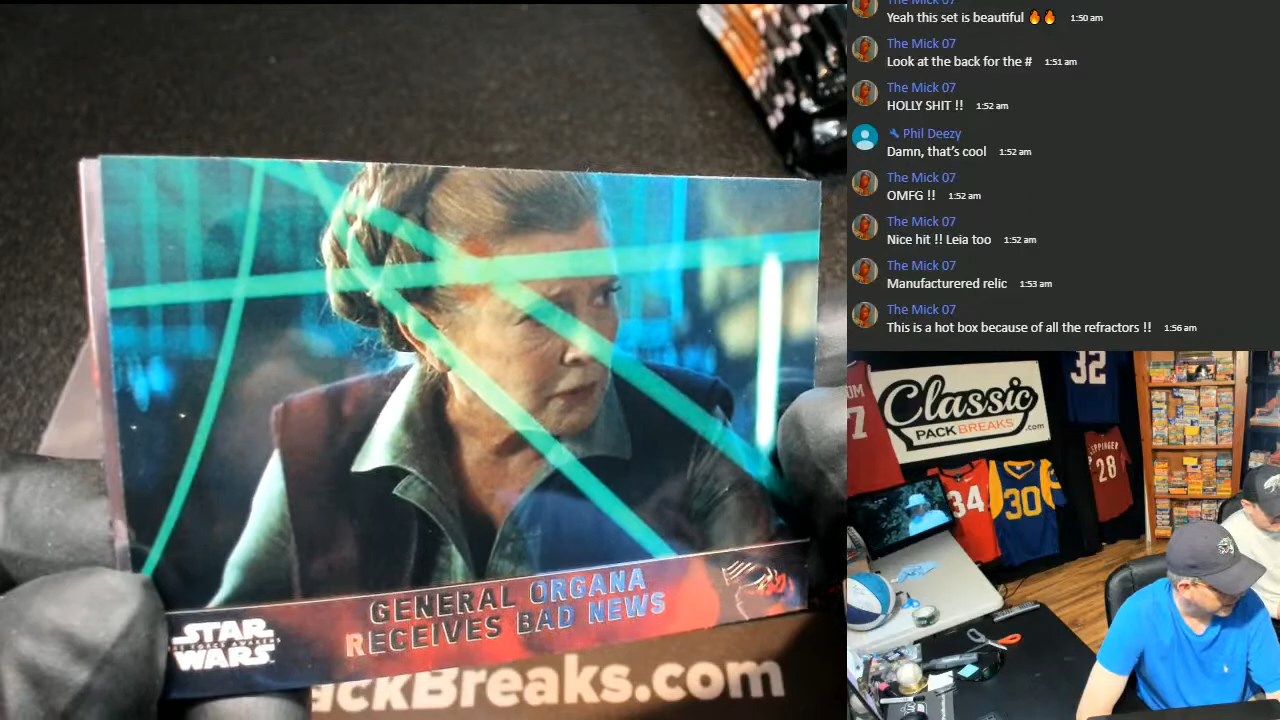 The Mick 07
Yeah this set is beautiful 🔥🔥 1:50 am
The Mick 07
Look at the back for the # 1:51 am
The Mick 07
HOLLY SHIT !! 1:52 am
Phil Deezy
Damn, that's cool 1:52 am
The Mick 07
OMFG !! 1:52 am
The Mick 07
Nice hit !! Leia too 1:52 am
The Mick 07
Manufacturered relic 1:53 am
The Mick 07
This is a hot box because of all the refractors !! 1:56 am
GENERAL ORGANA
RECEIVES BAD NEWS
STAR
THE FORCE AWAKENS
WARS
ackBreaks.com
Classic
PACK BREAKS .com
32
7
34
30
28